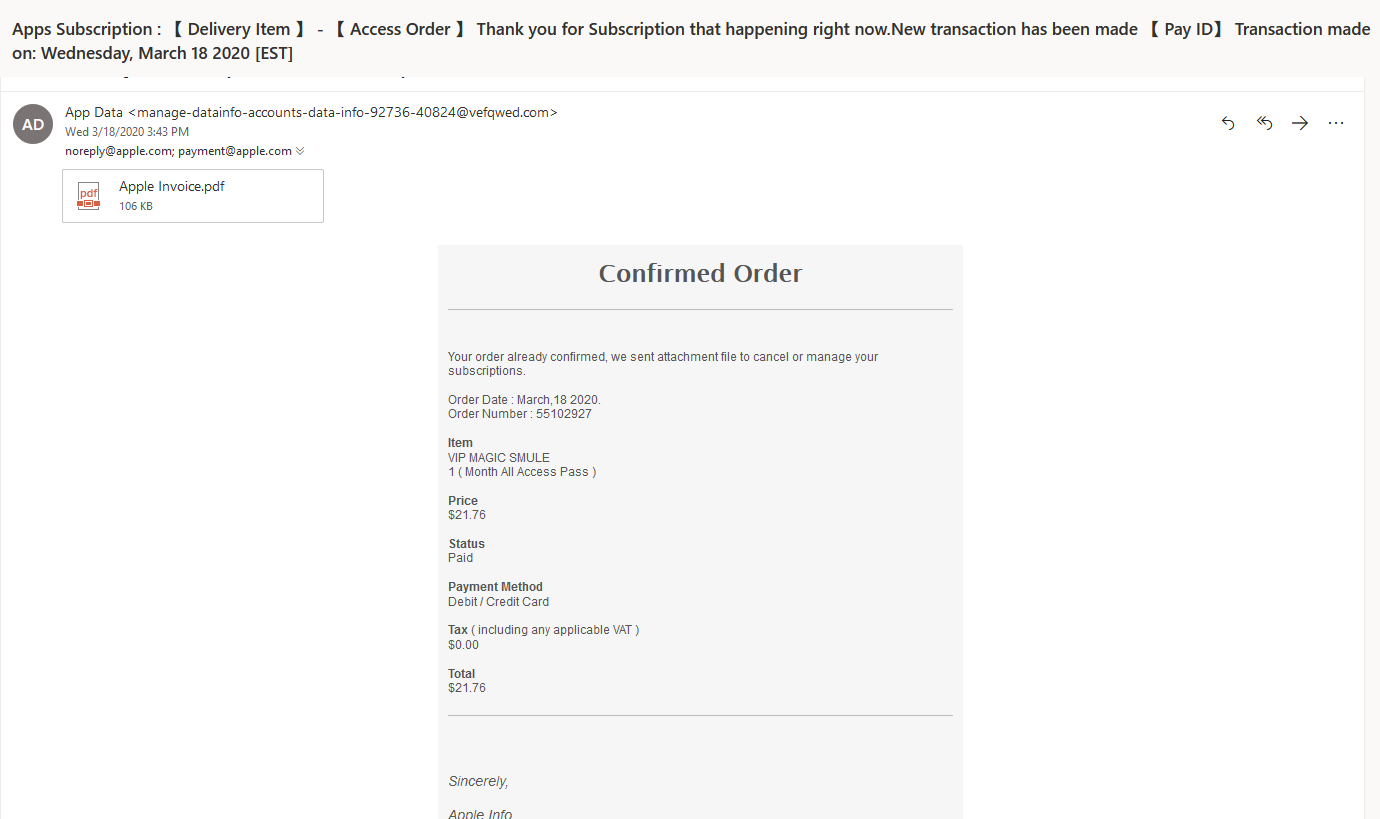 Apps Subscription : 【 Delivery Item 】 - 【 Access Order 】 Thank you for Subscription that happening right now.New transaction has been made 【 Pay ID】 Transaction made
on: Wednesday, March 18 2020 [EST]
AD
App Data <manage-datainfo-accounts-data-info-92736-40824@vefqwed.com>
Wed 3/18/2020 3:43 PM
noreply@apple.com; payment@apple.com
pdf
Apple Invoice.pdf
106 KB
Confirmed Order
Your order already confirmed, we sent attachment file to cancel or manage your
subscriptions.
Order Date : March,18 2020.
Order Number : 55102927
Item
VIP MAGIC SMULE
1 ( Month All Access Pass )
Price
$21.76
Status
Paid
Payment Method
Debit / Credit Card
Tax ( including any applicable VAT )
$0.00
Total
$21.76
Sincerely,
Apple Info